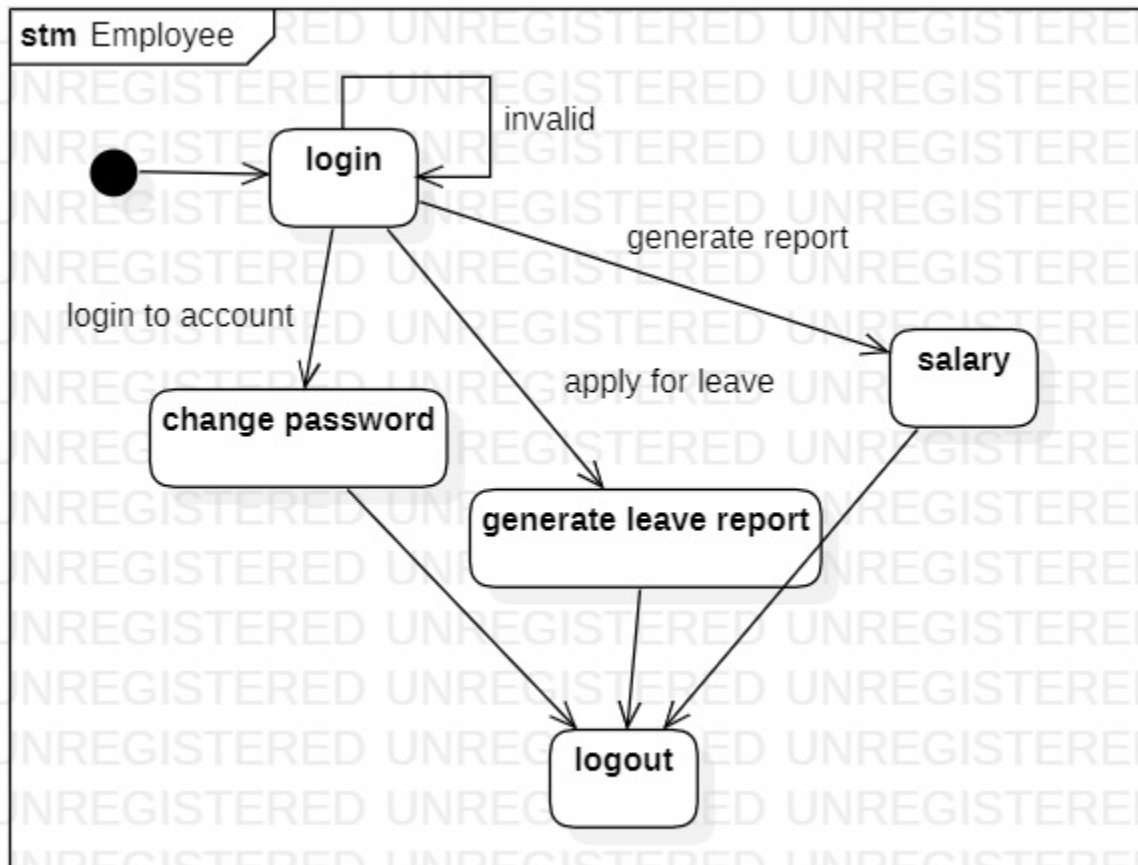 stm Employee
invalid
login
generate report
login to account
salary
apply for leave
change password
generate leave report
logout
UNREGISTERED